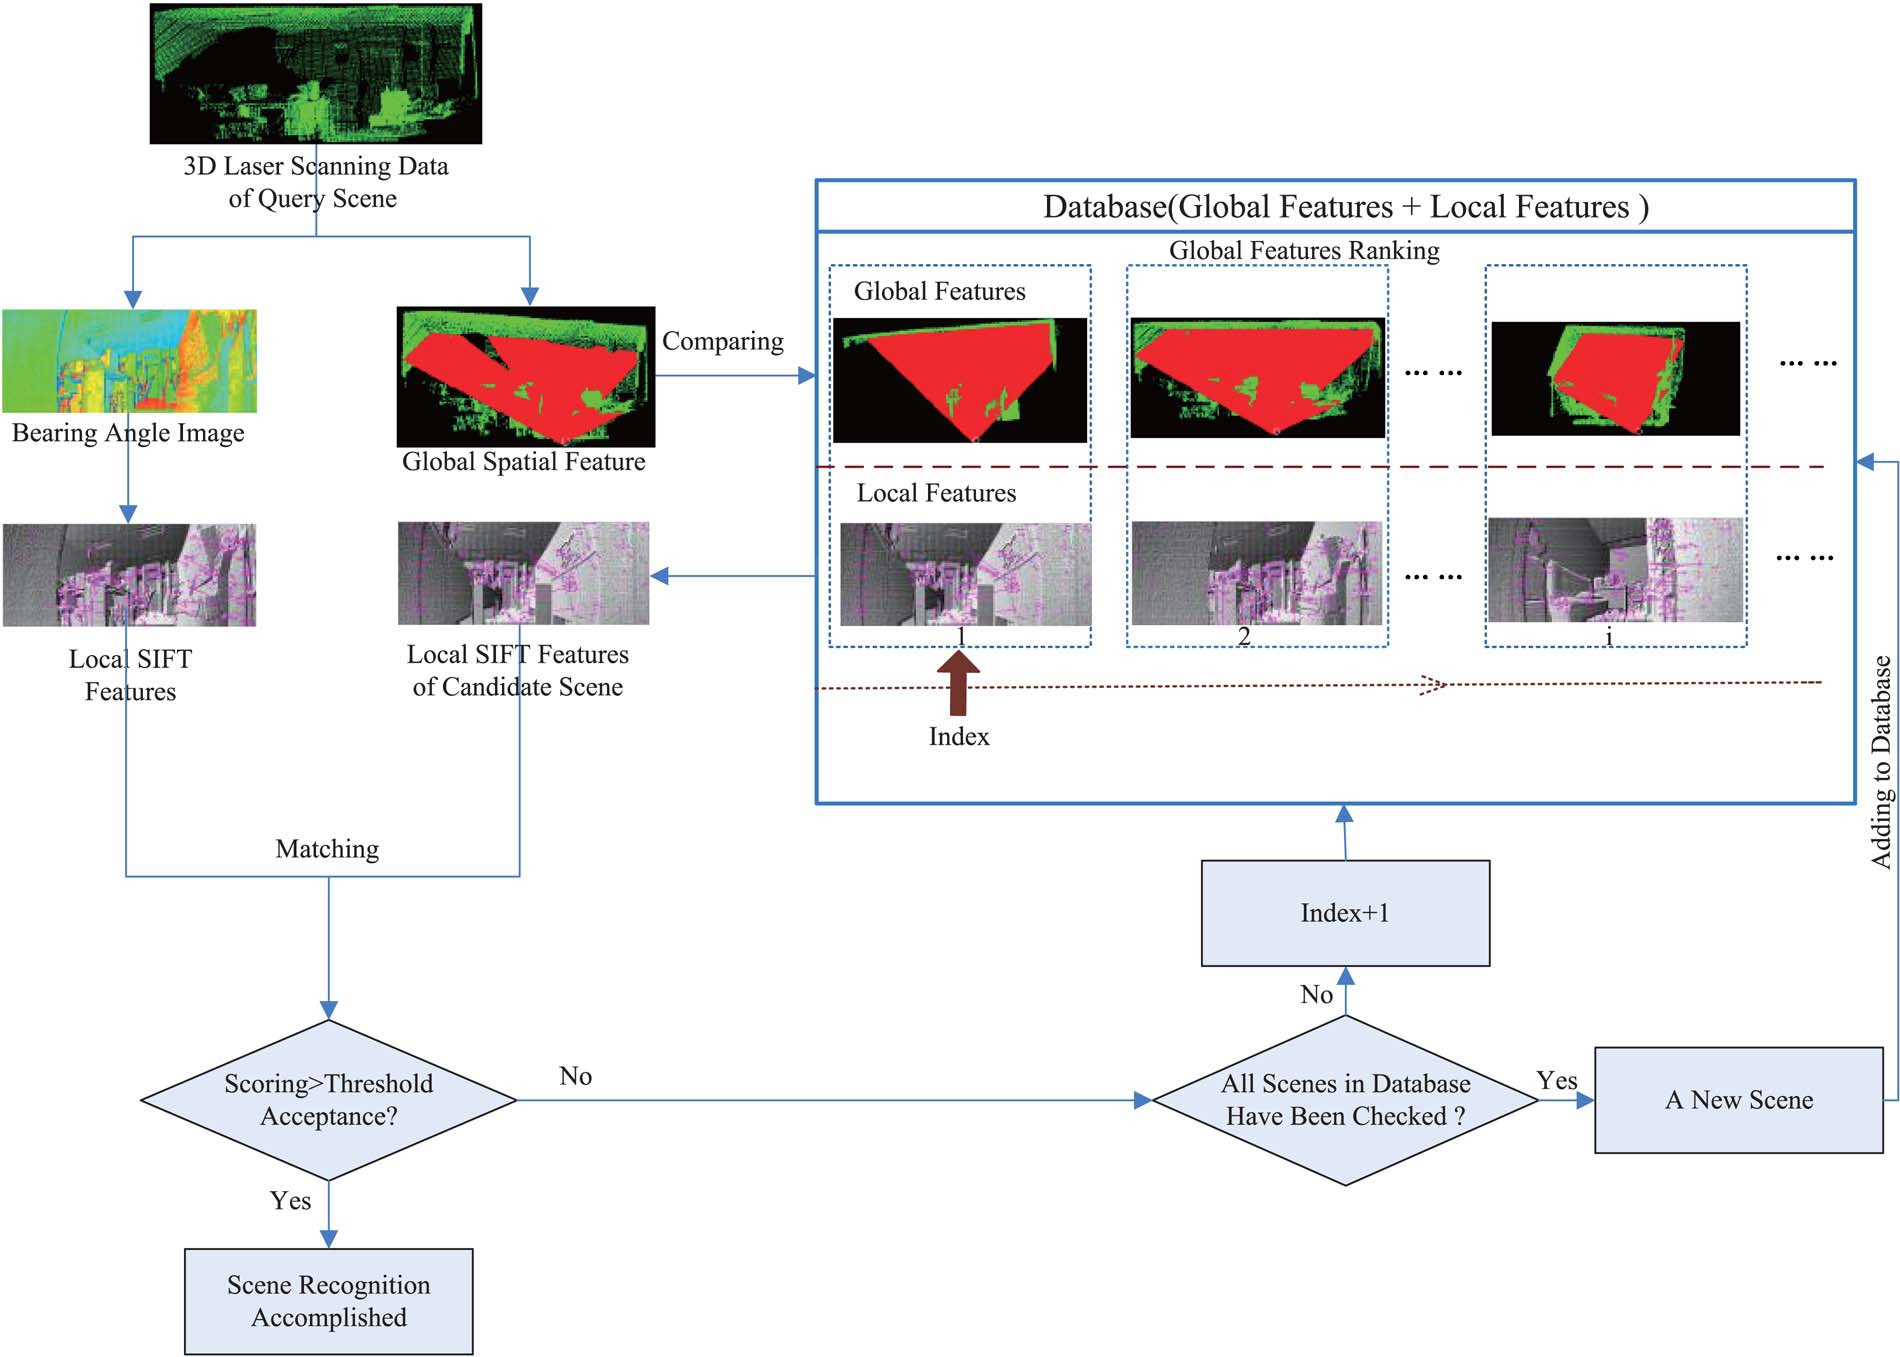 3D Laser Scanning Data
of Query Scene
Database(Global Features + Local Features )
Global Features Ranking
Global Features
Comparing
... ...
... ...
Bearing Angle Image
Global Spatial Feature
Local Features
... ...
... ...
1
2
i
Local SIFT
Features
Local SIFT Features
of Candidate Scene
Index
Adding to Database
Matching
Index+1
No
Scoring>Threshold
Acceptance?
No
All Scenes in Database
Have Been Checked ?
Yes
A New Scene
Yes
Scene Recognition
Accomplished